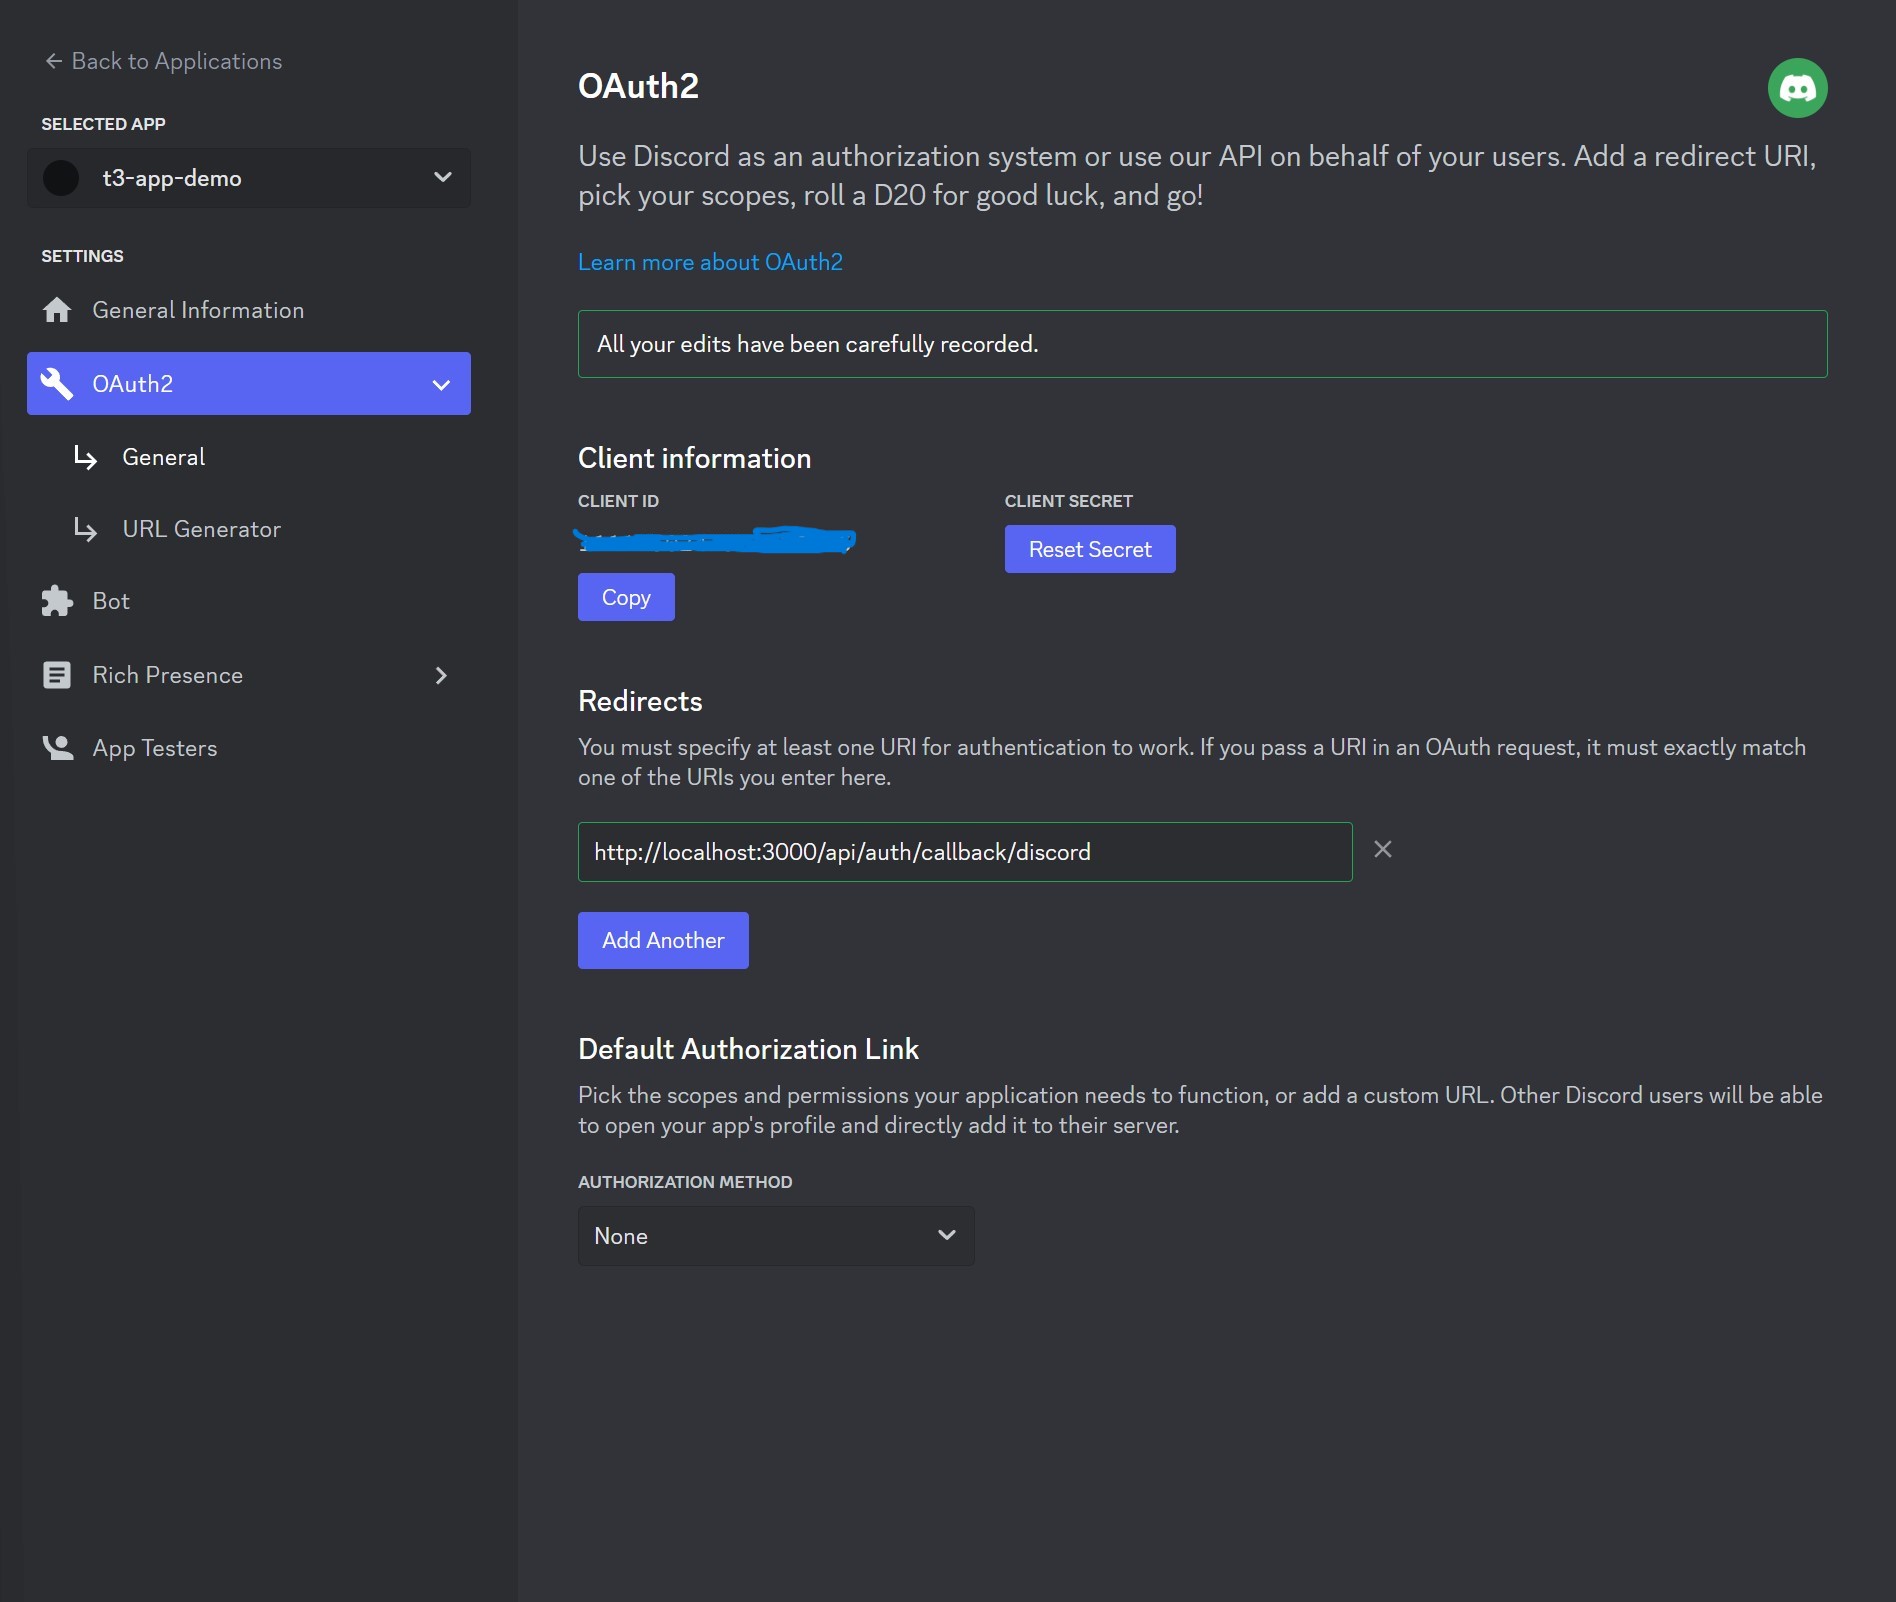 Back to Applications
SELECTED APP
t3-app-demo
SETTINGS
General Information
OAuth2
General
URL Generator
Bot
Rich Presence
App Testers
OAuth2
Use Discord as an authorization system or use our API on behalf of your users. Add a redirect URI,
pick your scopes, roll a D20 for good luck, and go!
Learn more about OAuth2
All your edits have been carefully recorded.
Client information
CLIENT ID
CLIENT SECRET
Reset Secret
Copy
Redirects
You must specify at least one URI for authentication to work. If you pass a URI in an OAuth request, it must exactly match
one of the URIs you enter here.
http://localhost:3000/api/auth/callback/discord
Add Another
Default Authorization Link
Pick the scopes and permissions your application needs to function, or add a custom URL. Other Discord users will be able
to open your app's profile and directly add it to their server.
AUTHORIZATION METHOD
None